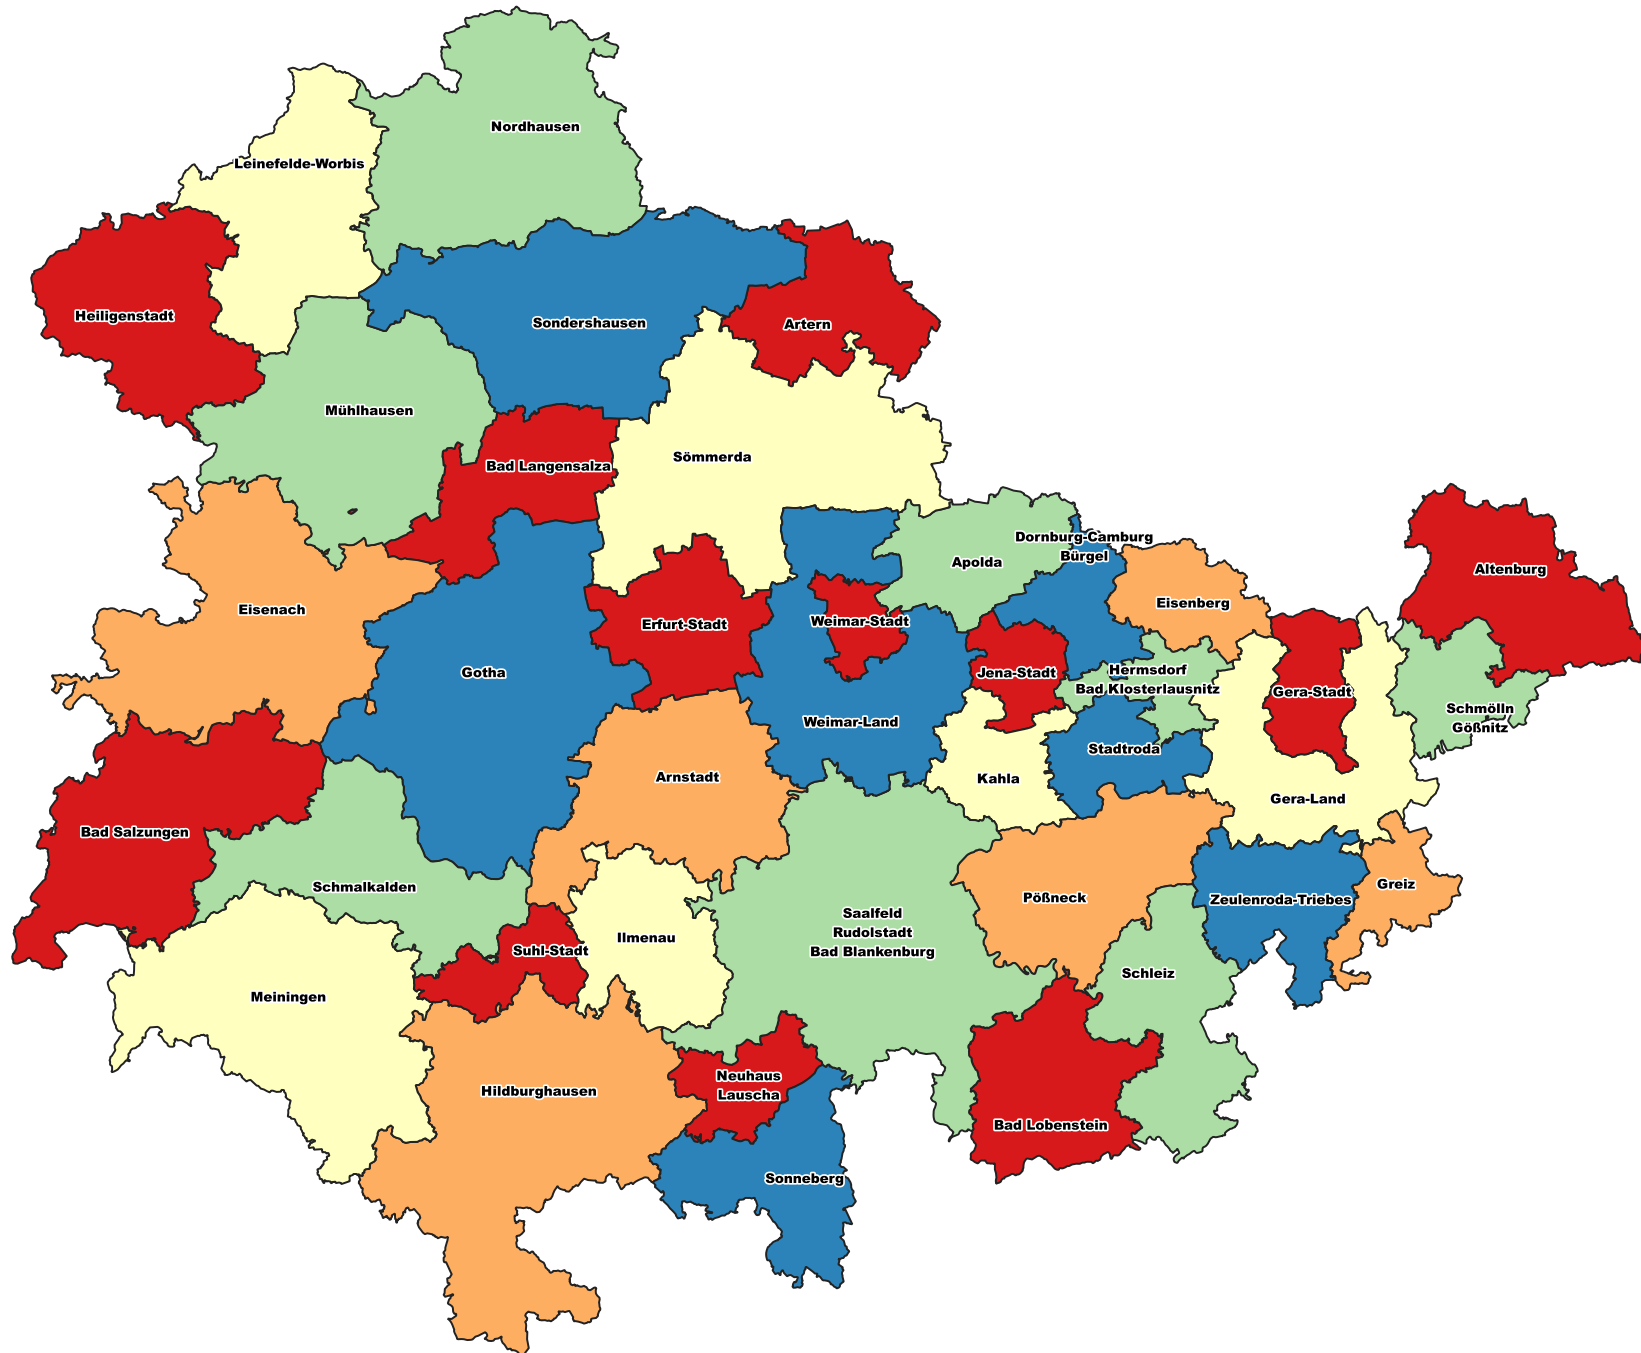 Nordhausen
Leinefelde-Worbis
Heiligenstadt
Sondershausen
Artern
Mühlhausen
Bad Langensalza
Sömmerda
Dornburg-Camburg
Bürgel
Apolda
Altenburg
Eisenach
Eisenberg
Erfurt-Stadt
Weimar-Stadt
Gotha
Jena-Stadt
Hermsdorf
Bad Klosterlausnitz
Gera-Stadt
Schmölln
Gößnitz
Weimar-Land
Stadtroda
Arnstadt
Kahla
Gera-Land
Bad Salzungen
Schmalkalden
Pößneck
Zeulenroda-Triebes
Greiz
Saalfeld
Rudolstadt
Bad Blankenburg
Ilmenau
Suhl-Stadt
Schleiz
Meiningen
Hildburghausen
Neuhaus
Lauscha
Bad Lobenstein
Sonneberg